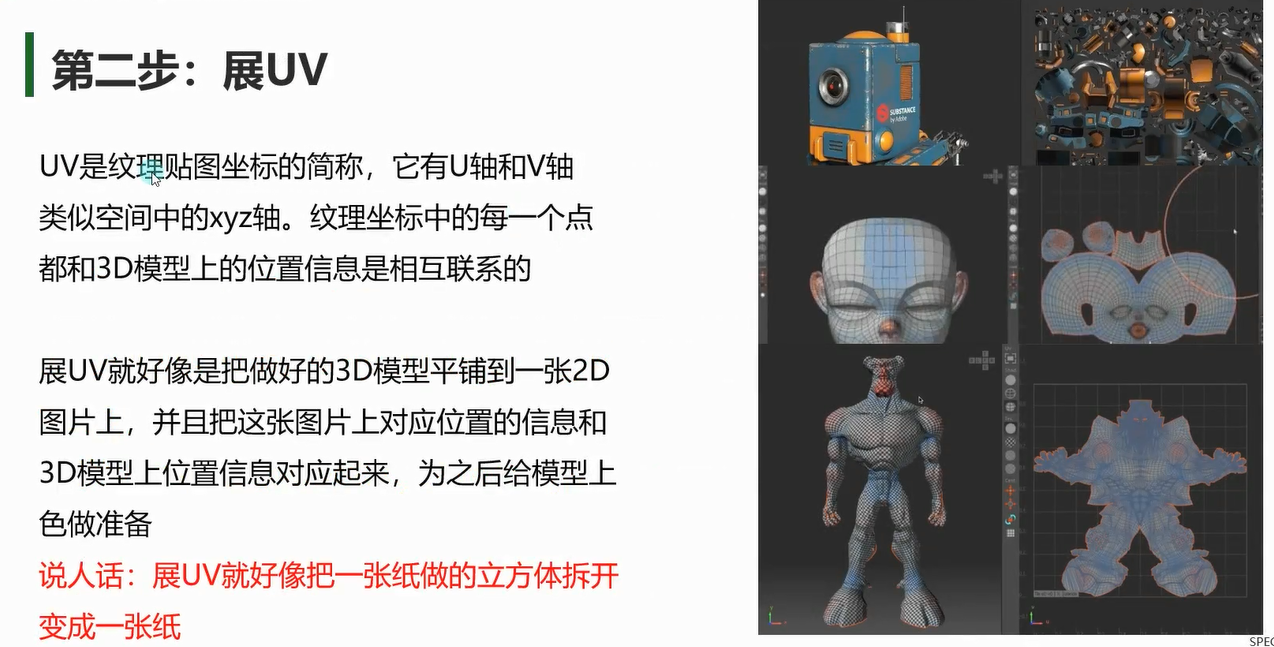 第二步：展UV
UV是纹理贴图坐标的简称，它有U轴和V轴
类似空间中的xyz轴。纹理坐标中的每一个点
都和3D模型上的位置信息是相互联系的
展UV就好像是把做好的3D模型平铺到一张2D
图片上，并且把这张图片上对应位置的信息和
3D模型上位置信息对应起来，为之后给模型上
色做准备
说人话：展UV就好像把一张纸做的立方体拆开
变成一张纸
SUBSTANCE
by Adobe
SPEC